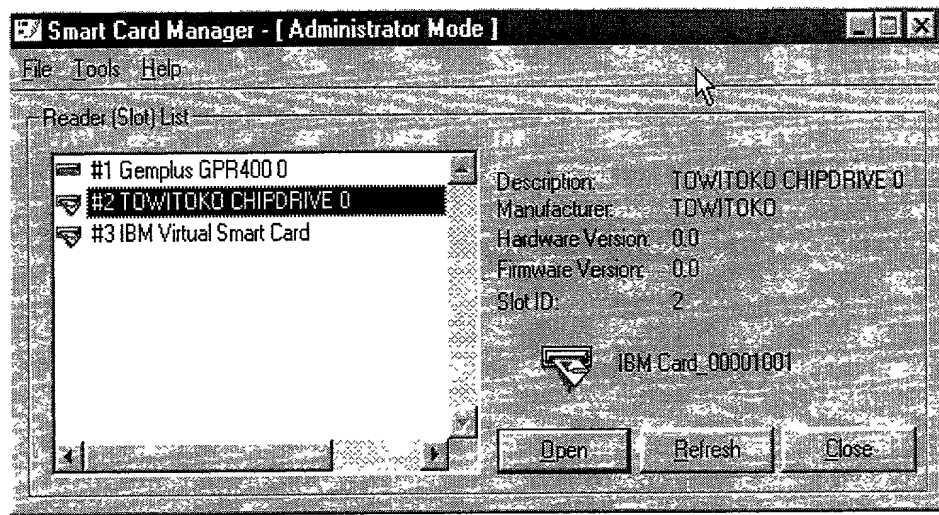 Smart Card Manager - [ Administrator Mode ]
File Tools Help
Reader (Slot) List
#1 Gemplus GPR400 0
#2 TOWITOKO CHIPDRIVE 0
#3 IBM Virtual Smart Card
Description: TOWITOKO CHIPDRIVE 0
Manufacturer: TOWITOKO
Hardware Version: 0.0
Firmware Version: 0.0
Slot ID: 2
IBM Card_00001001
Open Refresh Close